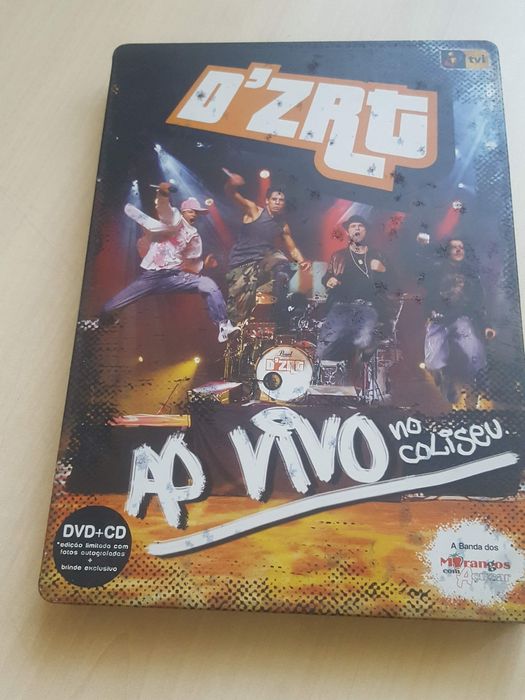 tvi
D'ZRT
Pearl
D'ZRT
AO VIVO
no
coliseu
DVD+CD
*edição limitada com
fotos autografadas
+
brinde exclusivo
A Banda dos
Morangos
com Açúcar